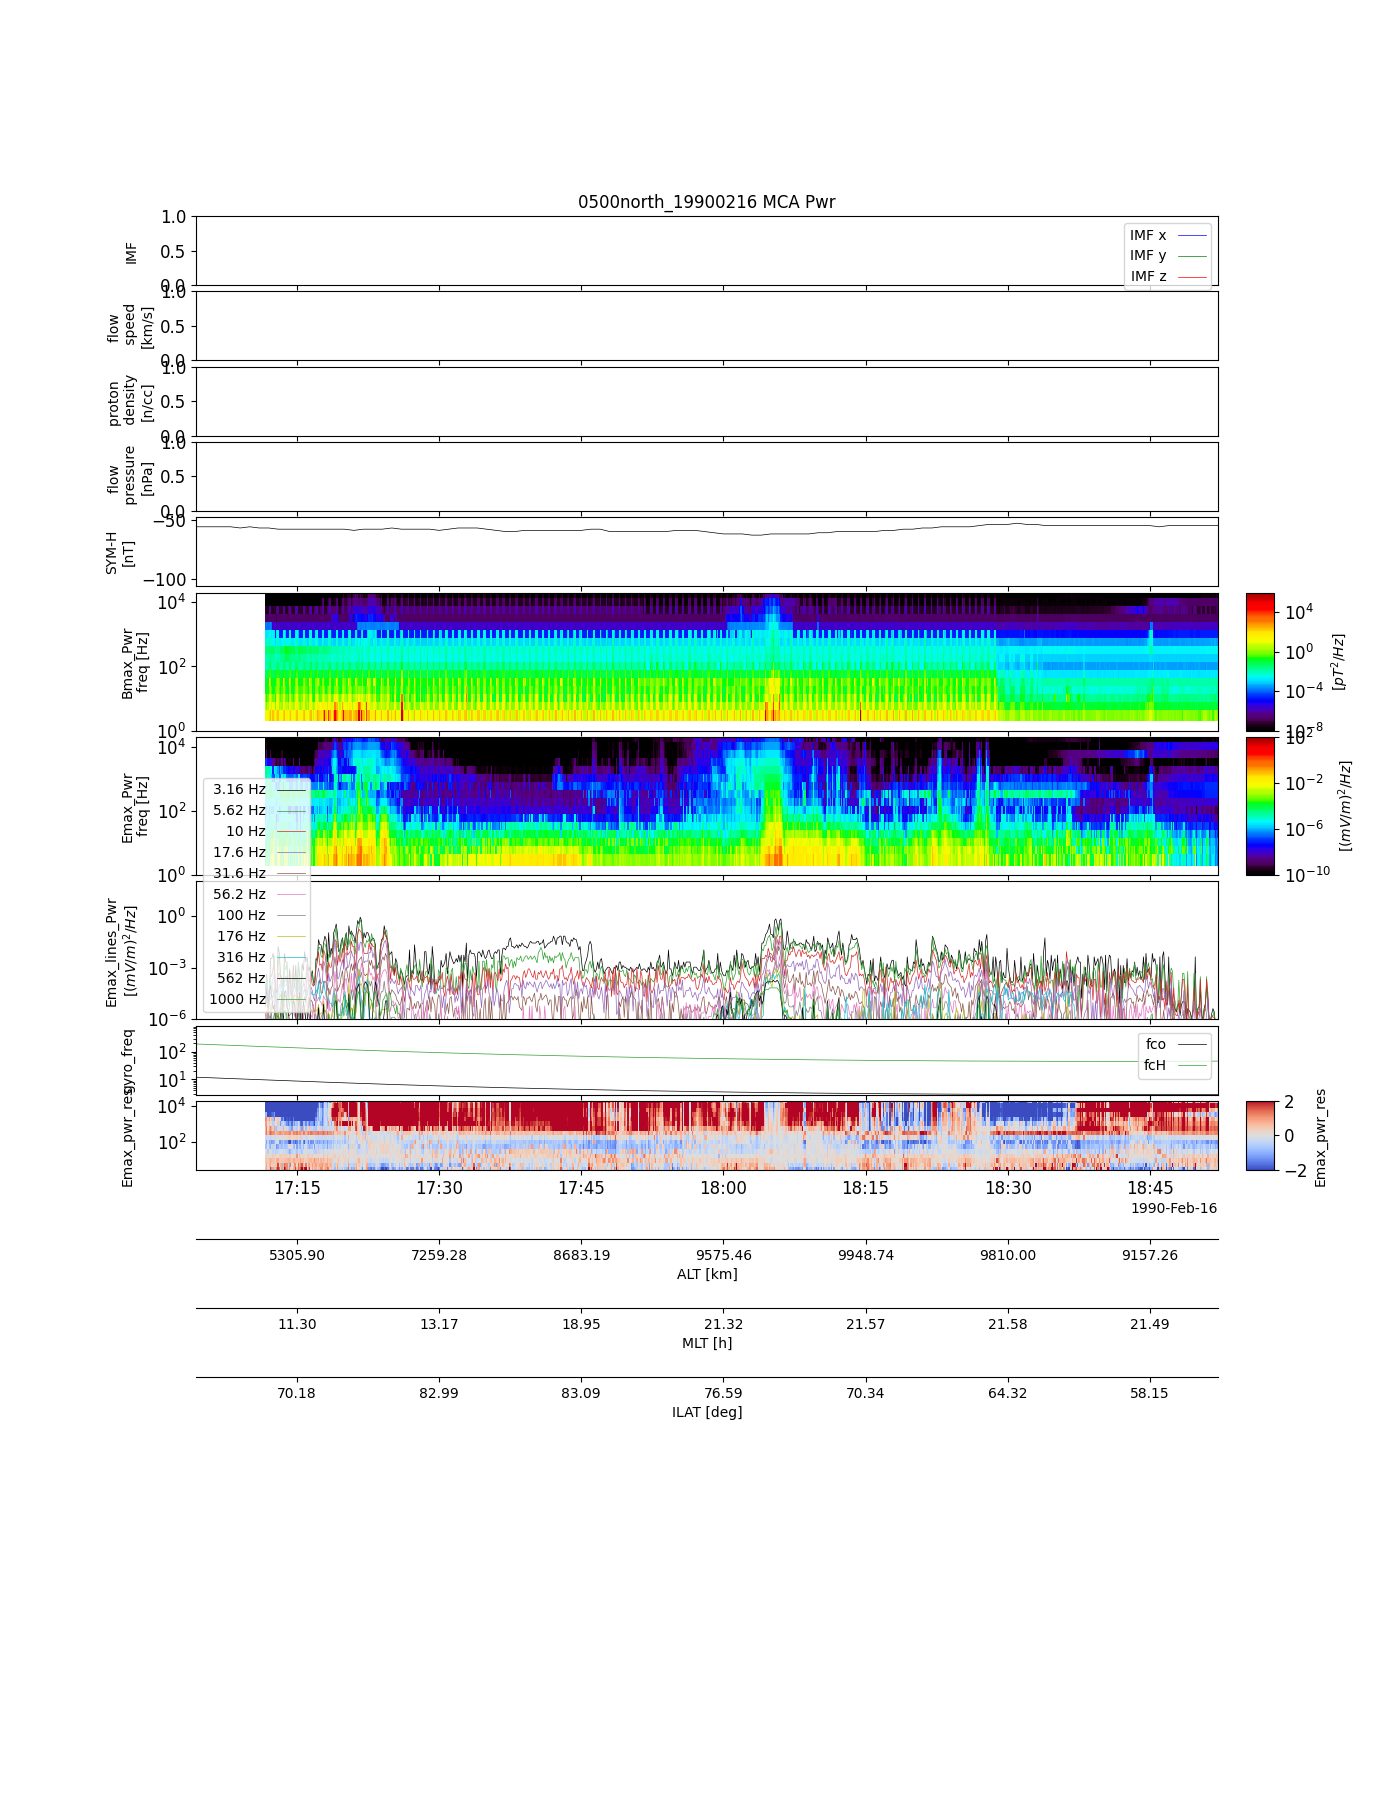 0500north_19900216 MCA Pwr
1.0
0.5
0.0
IMF
IMF x
IMF y
IMF z
1.0
0.5
0.0
flow
speed
[km/s]
1.0
0.5
0.0
proton
density
[n/cc]
1.0
0.5
0.0
flow
pressure
[nPa]
−50
−100
SYM-H
[nT]
10^4
10^2
10^0
Bmax_Pwr
freq [Hz]
10^4
10^0
10^−4
10^−8
[pT^2/Hz]
10^4
10^2
10^0
Emax_Pwr
freq [Hz]
10^2
10^−2
10^−6
10^−10
[(mV/m)^2/Hz]
3.16 Hz
5.62 Hz
10 Hz
17.6 Hz
31.6 Hz
56.2 Hz
100 Hz
176 Hz
316 Hz
562 Hz
1000 Hz
10^0
10^−3
10^−6
Emax_lines_Pwr
[(mV/m)^2/Hz]
10^2
10^1
gyro_freq
fco
fcH
10^4
10^2
Emax_pwr_res
2
0
−2
Emax_pwr_res
17:15 17:30 17:45 18:00 18:15 18:30 18:45
1990-Feb-16
5305.90 7259.28 8683.19 9575.46 9948.74 9810.00 9157.26
ALT [km]
11.30 13.17 18.95 21.32 21.57 21.58 21.49
MLT [h]
70.18 82.99 83.09 76.59 70.34 64.32 58.15
ILAT [deg]